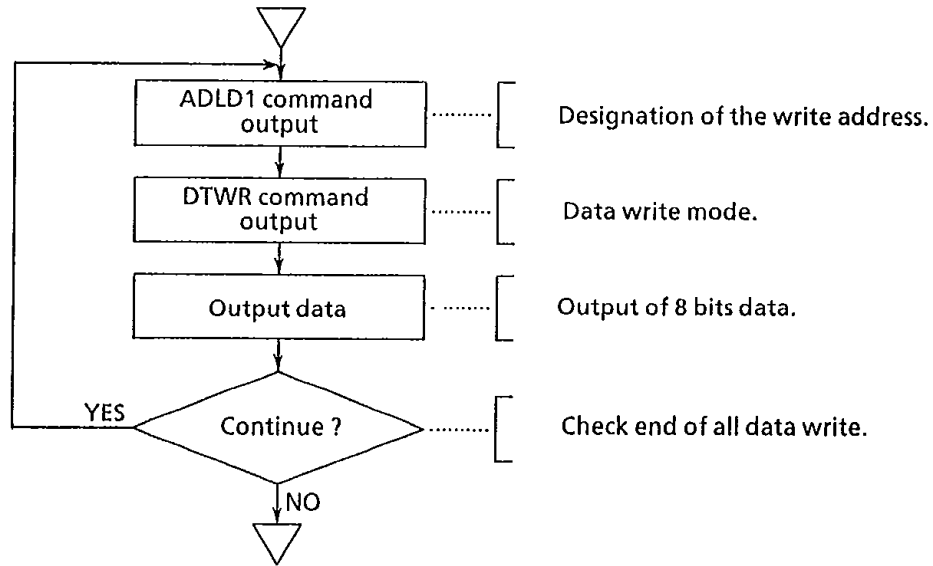 ADLD1 command
output
Designation of the write address.
DTWR command
output
Data write mode.
Output data
Output of 8 bits data.
YES
Continue ?
Check end of all data write.
NO